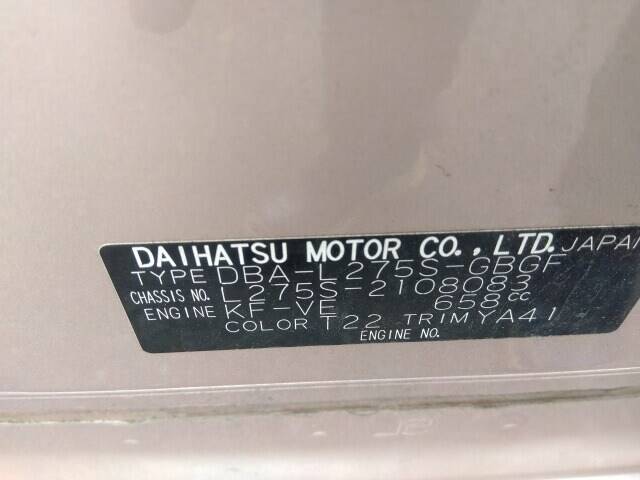 DAIHATSU MOTOR CO., LTD. JAPAN
TYPE DBA-L275S-GBGF
CHASSIS NO. L275S-2108083
ENGINE KF-VE 658cc
COLOR T22 TRIM YA41
ENGINE NO.